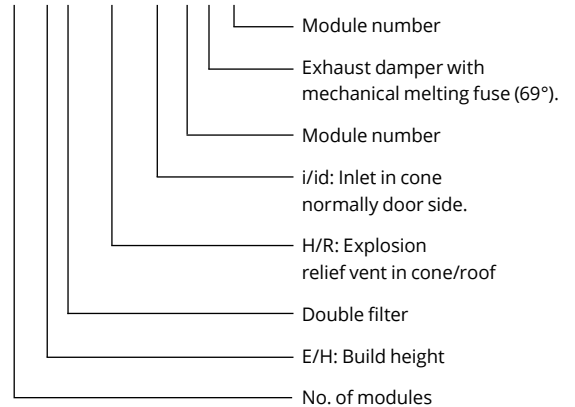 Module number
Exhaust damper with
mechanical melting fuse (69°).
Module number
i/id: Inlet in cone
normally door side.
H/R: Explosion
relief vent in cone/roof
Double filter
E/H: Build height
No. of modules